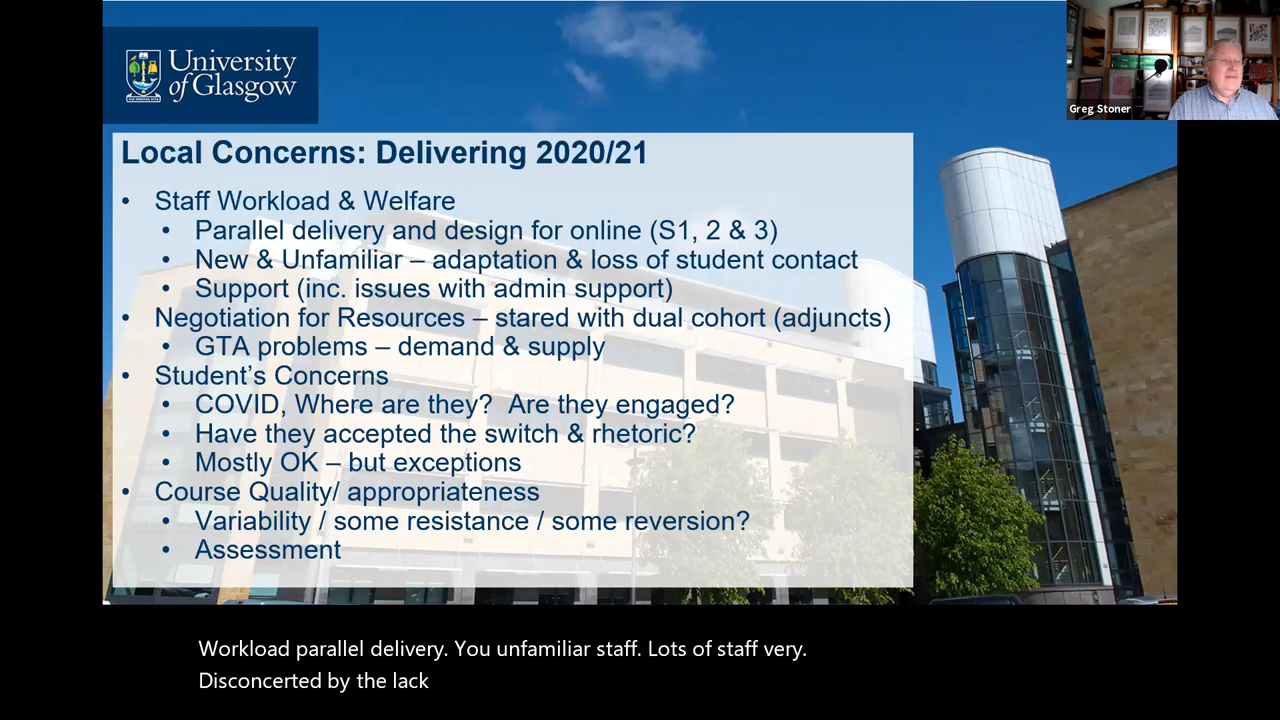 University
of Glasgow
Greg Stoner
Local Concerns: Delivering 2020/21
• Staff Workload & Welfare
• Parallel delivery and design for online (S1, 2 & 3)
• New & Unfamiliar – adaptation & loss of student contact
• Support (inc. issues with admin support)
• Negotiation for Resources – stared with dual cohort (adjuncts)
• GTA problems – demand & supply
• Student's Concerns
• COVID, Where are they? Are they engaged?
• Have they accepted the switch & rhetoric?
• Mostly OK – but exceptions
• Course Quality/ appropriateness
• Variability / some resistance / some reversion?
• Assessment
Workload parallel delivery. You unfamiliar staff. Lots of staff very.
Disconcerted by the lack